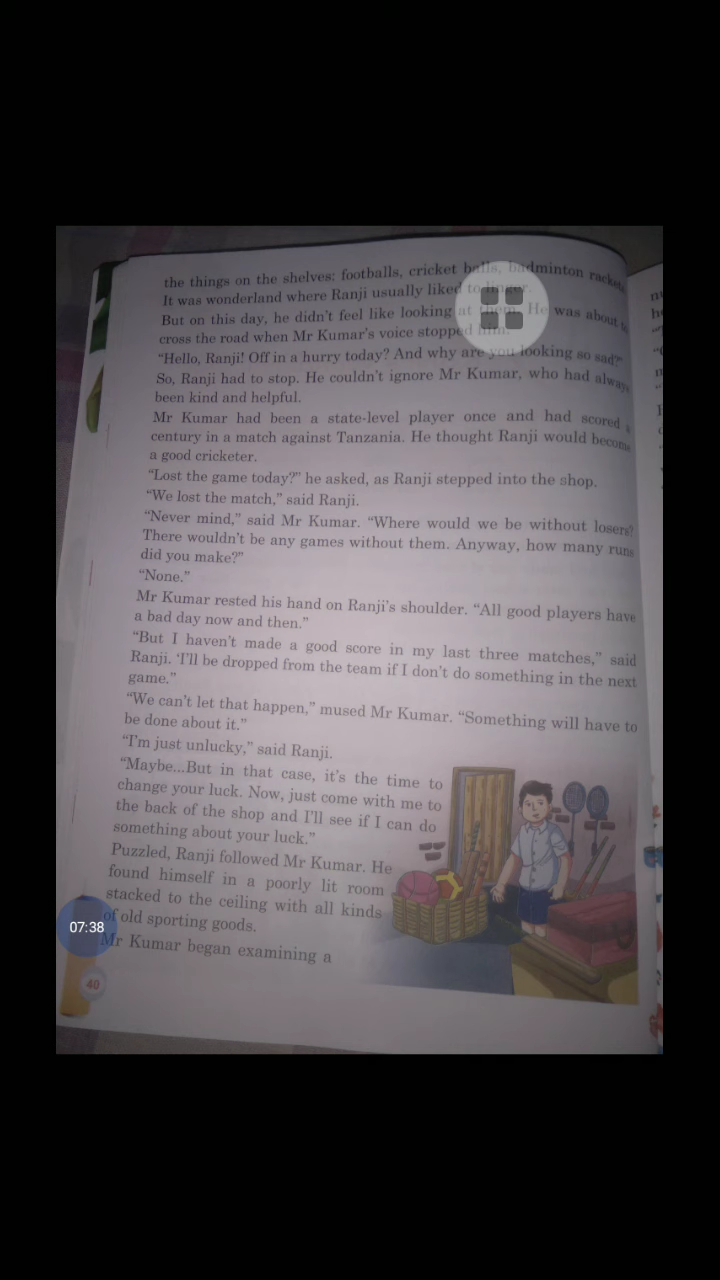 the things on the shelves: footballs, cricket balls, badminton rackets
It was wonderland where Ranji usually liked to linger.
But on this day, he didn't feel like looking at them. He was about to
cross the road when Mr Kumar's voice stopped him.
"Hello, Ranji! Off in a hurry today? And why are you looking so sad?"
So, Ranji had to stop. He couldn't ignore Mr Kumar, who had always
been kind and helpful.
Mr Kumar had been a state-level player once and had scored a
century in a match against Tanzania. He thought Ranji would become
a good cricketer.
"Lost the game today?" he asked, as Ranji stepped into the shop.
"We lost the match," said Ranji.
"Never mind," said Mr Kumar. "Where would we be without losers?
There wouldn't be any games without them. Anyway, how many runs
did you make?"
"None."
Mr Kumar rested his hand on Ranji's shoulder. "All good players have
a bad day now and then."
"But I haven't made a good score in my last three matches," said
Ranji. 'I'll be dropped from the team if I don't do something in the next
game."
"We can't let that happen," mused Mr Kumar. "Something will have to
be done about it."
"I'm just unlucky," said Ranji.
"Maybe...But in that case, it's the time to
change your luck. Now, just come with me to
the back of the shop and I'll see if I can do
something about your luck."
Puzzled, Ranji followed Mr Kumar. He
found himself in a poorly lit room
stacked to the ceiling with all kinds
of old sporting goods.
Mr Kumar began examining a
07:38
40